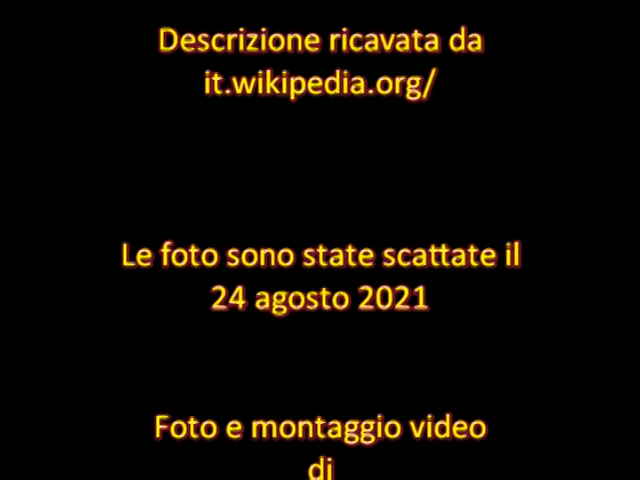 Descrizione ricavata da
it.wikipedia.org/
Le foto sono state scattate il
24 agosto 2021
Foto e montaggio video
di